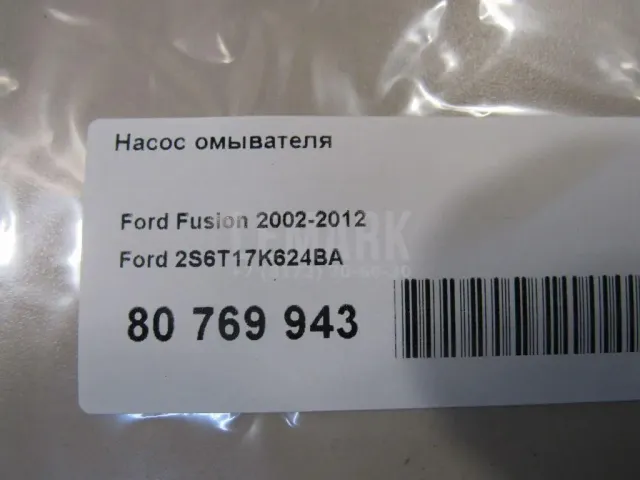 Насос омывателя
Ford Fusion 2002-2012
Ford 2S6T17K624BA
80 769 943